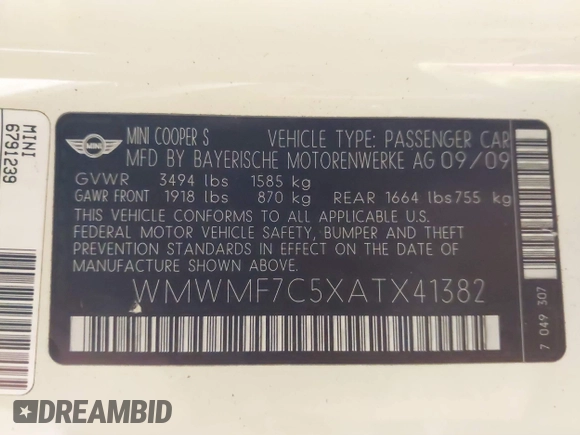 MINI
MINI COOPER S VEHICLE TYPE: PASSENGER CAR
MFD BY BAYERISCHE MOTORENWERKE AG 09/09
GVWR 3494 lbs 1585 kg
GAWR FRONT 1918 lbs 870 kg REAR 1664 lbs 755 kg
THIS VEHICLE CONFORMS TO ALL APPLICABLE U.S.
FEDERAL MOTOR VEHICLE SAFETY, BUMPER AND THEFT
PREVENTION STANDARDS IN EFFECT ON THE DATE OF
MANUFACTURE SHOWN ABOVE.
WMWMF7C5XATX41382
7 049 307
MINI
6791239
DREAMBID